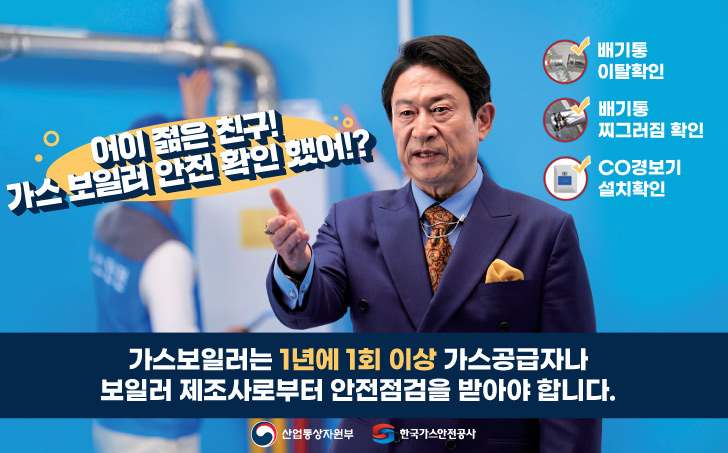 어이 젊은 친구!
가스 보일러 안전 확인 했어!?
배기통
이탈확인
배기통
찌그러짐 확인
CO경보기
설치확인
가스보일러는 1년에 1회 이상 가스공급자나
보일러 제조사로부터 안전점검을 받아야 합니다.
산업통상자원부 한국가스안전공사